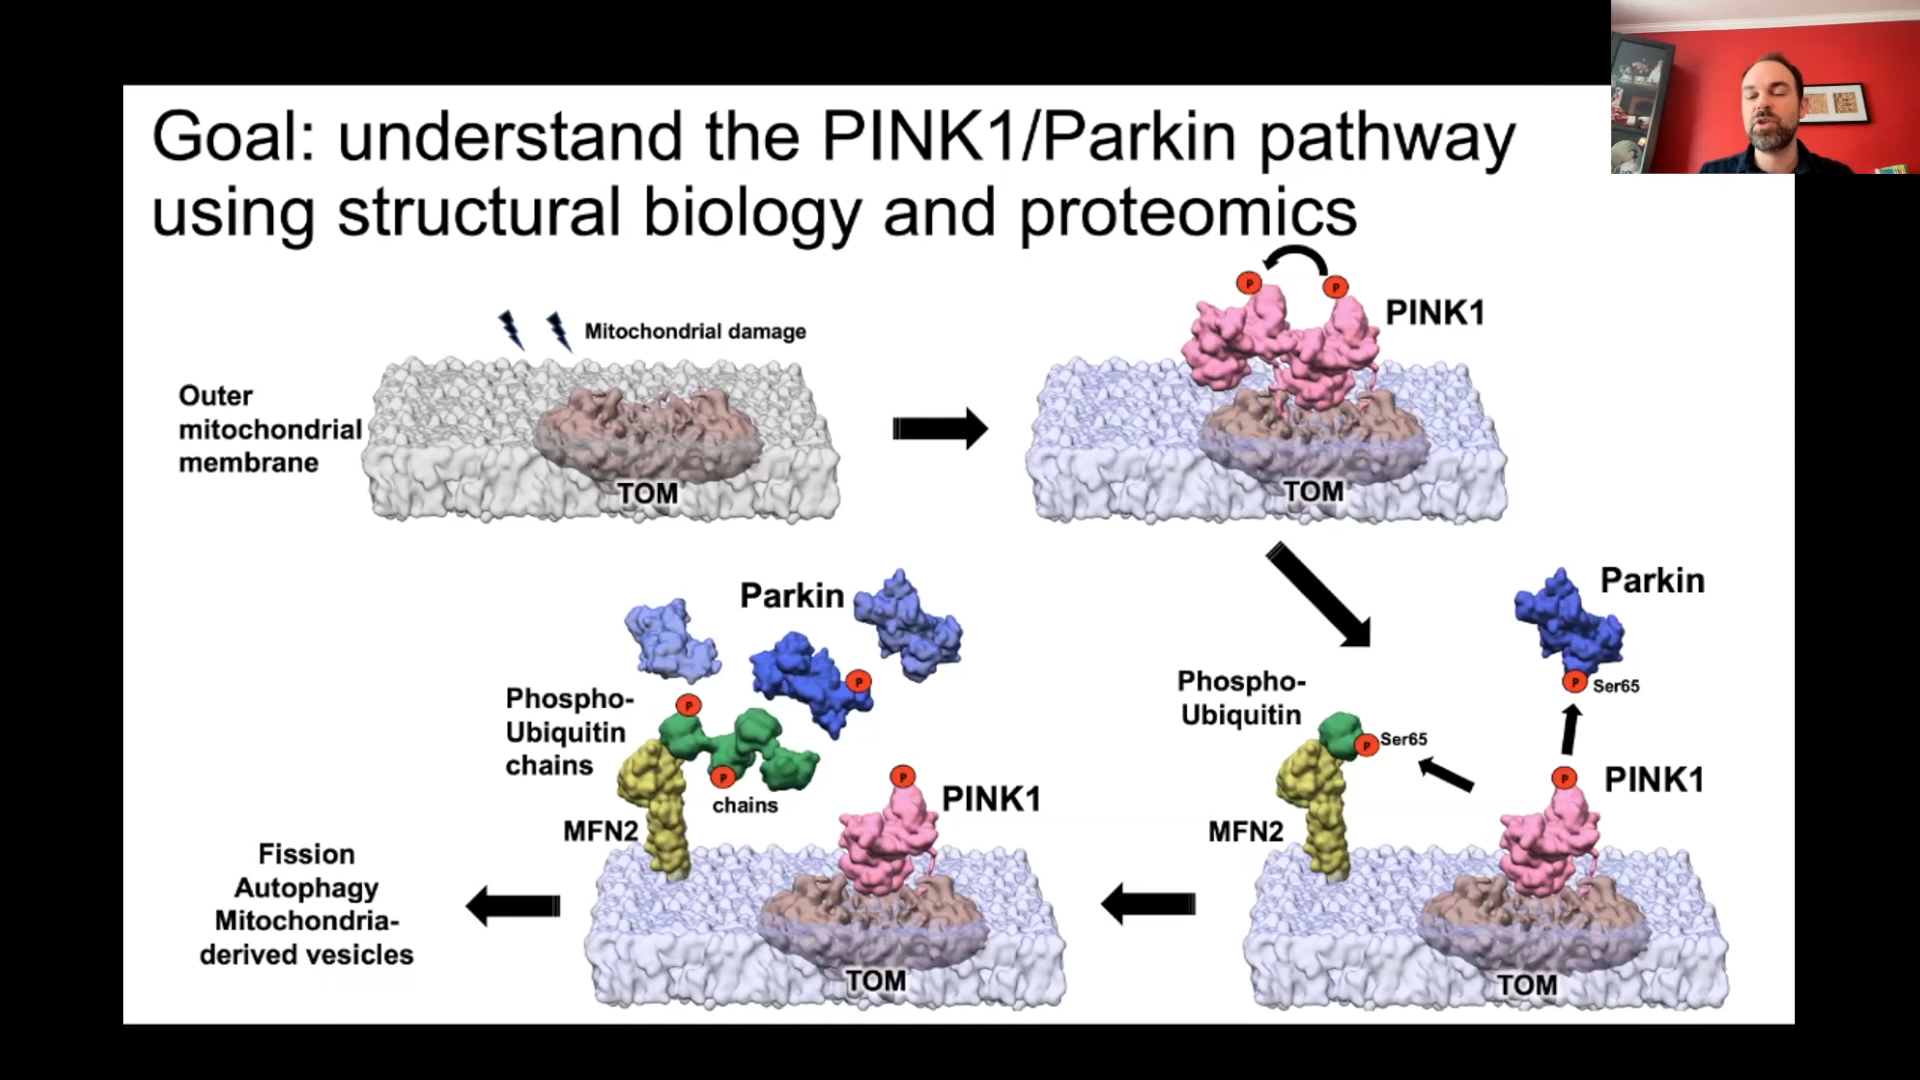 Goal: understand the PINK1/Parkin pathway
using structural biology and proteomics
Mitochondrial damage
Outer
mitochondrial
membrane
TOM
P
P
PINK1
TOM
Parkin
P
Ser65
Phospho-
Ubiquitin
P
Ser65
P
PINK1
MFN2
TOM
Parkin
P
Phospho-
Ubiquitin
chains
P
P
chains
P
PINK1
MFN2
TOM
Fission
Autophagy
Mitochondria-
derived vesicles